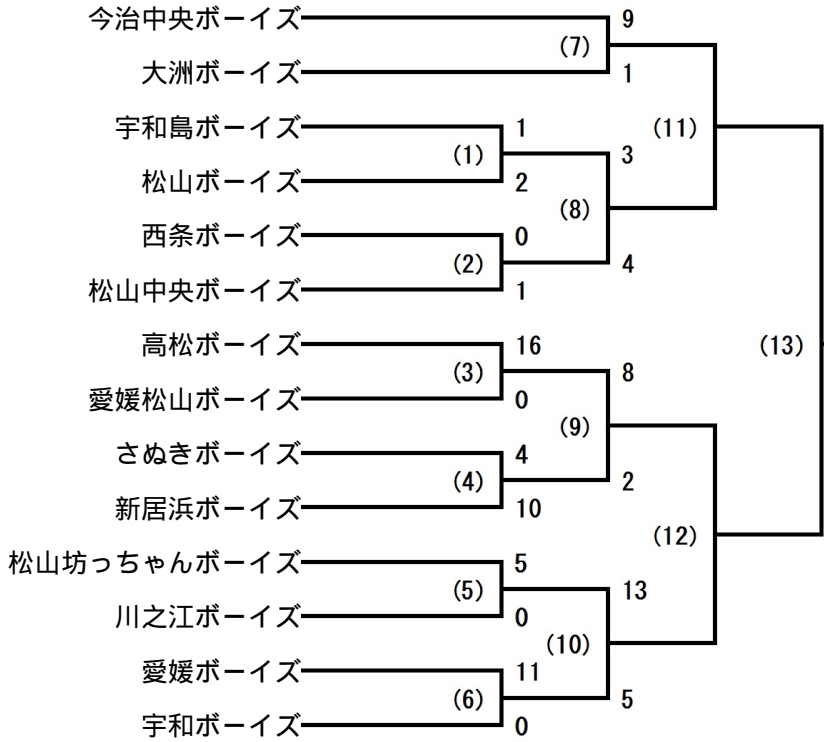 今治中央ボーイズ 9
(7)
大洲ボーイズ 1
宇和島ボーイズ 1
(11)
(1) 3
松山ボーイズ 2
(8)
西条ボーイズ 0
(2) 4
松山中央ボーイズ 1
高松ボーイズ 16
(13)
(3) 8
愛媛松山ボーイズ 0
(9)
さぬきボーイズ 4
(4) 2
新居浜ボーイズ 10
(12)
松山坊っちゃんボーイズ 5
(5) 13
川之江ボーイズ 0
(10)
愛媛ボーイズ 11
(6) 5
宇和ボーイズ 0